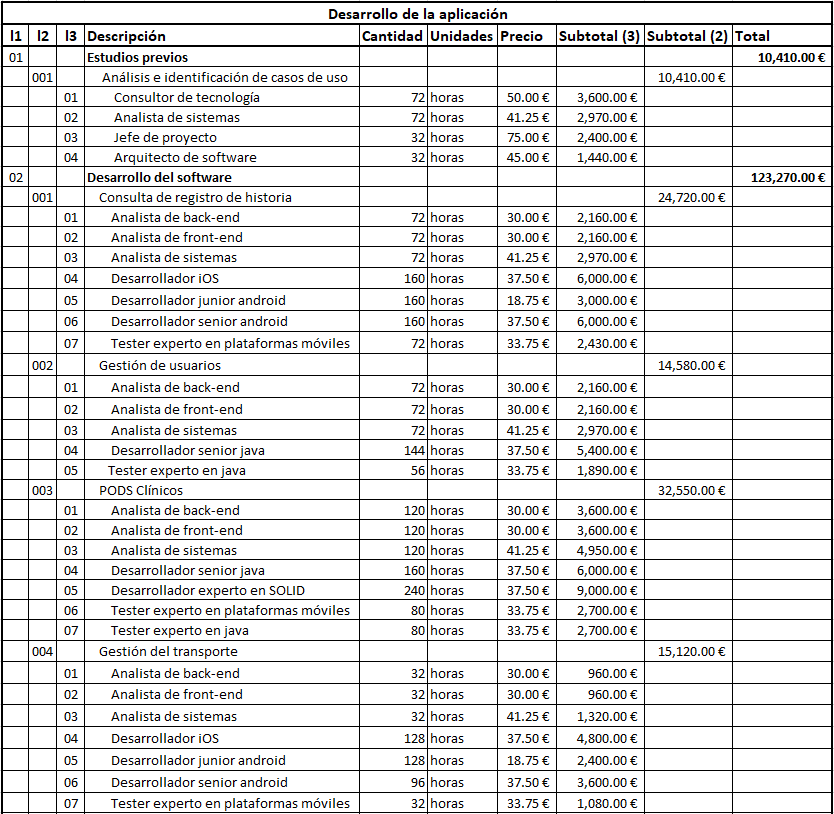 Desarrollo de la aplicación
l1 l2 l3 Descripción Cantidad Unidades Precio Subtotal (3) Subtotal (2) Total
01 Estudios previos 10,410.00 €
001 Análisis e identificación de casos de uso 10,410.00 €
01 Consultor de tecnología 72 horas 50.00 € 3,600.00 €
02 Analista de sistemas 72 horas 41.25 € 2,970.00 €
03 Jefe de proyecto 32 horas 75.00 € 2,400.00 €
04 Arquitecto de software 32 horas 45.00 € 1,440.00 €
02 Desarrollo del software 123,270.00 €
001 Consulta de registro de historia 24,720.00 €
01 Analista de back-end 72 horas 30.00 € 2,160.00 €
02 Analista de front-end 72 horas 30.00 € 2,160.00 €
03 Analista de sistemas 72 horas 41.25 € 2,970.00 €
04 Desarrollador iOS 160 horas 37.50 € 6,000.00 €
05 Desarrollador junior android 160 horas 18.75 € 3,000.00 €
06 Desarrollador senior android 160 horas 37.50 € 6,000.00 €
07 Tester experto en plataformas móviles 72 horas 33.75 € 2,430.00 €
002 Gestión de usuarios 14,580.00 €
01 Analista de back-end 72 horas 30.00 € 2,160.00 €
02 Analista de front-end 72 horas 30.00 € 2,160.00 €
03 Analista de sistemas 72 horas 41.25 € 2,970.00 €
04 Desarrollador senior java 144 horas 37.50 € 5,400.00 €
05 Tester experto en java 56 horas 33.75 € 1,890.00 €
003 PODS Clínicos 32,550.00 €
01 Analista de back-end 120 horas 30.00 € 3,600.00 €
02 Analista de front-end 120 horas 30.00 € 3,600.00 €
03 Analista de sistemas 120 horas 41.25 € 4,950.00 €
04 Desarrollador senior java 160 horas 37.50 € 6,000.00 €
05 Desarrollador experto en SOLID 240 horas 37.50 € 9,000.00 €
06 Tester experto en plataformas móviles 80 horas 33.75 € 2,700.00 €
07 Tester experto en java 80 horas 33.75 € 2,700.00 €
004 Gestión del transporte 15,120.00 €
01 Analista de back-end 32 horas 30.00 € 960.00 €
02 Analista de front-end 32 horas 30.00 € 960.00 €
03 Analista de sistemas 32 horas 41.25 € 1,320.00 €
04 Desarrollador iOS 128 horas 37.50 € 4,800.00 €
05 Desarrollador junior android 128 horas 18.75 € 2,400.00 €
06 Desarrollador senior android 96 horas 37.50 € 3,600.00 €
07 Tester experto en plataformas móviles 32 horas 33.75 € 1,080.00 €